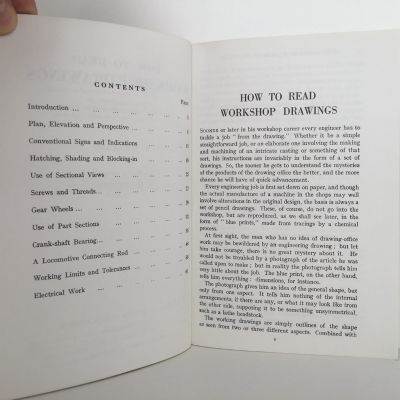 CONTENTS
Page
Introduction ... ... ... ... ...
Plan, Elevation and Perspective ... ... ...
Conventional Signs and Indications ... ...
Hatching, Shading and Blocking-in ... ...
Use of Sectional Views ... ... ... ...
Screws and Threads... ... ... ... ...
Gear Wheels ... ... ... ... ...
Use of Part Sections ... ... ... ...
Crank-shaft Bearing... ... ... ... ...
A Locomotive Connecting Rod ... ... ...
Working Limits and Tolerances ... ... ...
Electrical Work ... ... ... ... ...
HOW TO READ
WORKSHOP DRAWINGS
SOONER or later in his workshop career every engineer has to
tackle a job "from the drawing." Whether it be a simple
straightforward job, or as elaborate one involving the making
and machining of an intricate casting or something of that
sort, his instructions are invariably in the form of a set of
drawings. So, the sooner he gets to understand the mysteries
of the products of the drawing office the better, and the more
chance he will have of quick advancement.
Every engineering job is first set down on paper, and though
the actual manufacture of a machine in the shops may well
involve alterations in the original design, the basis is always a
set of pencil drawings. These, of course, do not go into the
workshop, but are reproduced, as we shall see later, in the
form of "blue prints," made from tracings by a chemical
process.
At first sight, the man who has no idea of drawing-office
work may be bewildered by an engineering drawing; but let
him take courage, there is no great mystery about it. He
would not be troubled by a photograph of the article he was
called upon to make; but in reality the photograph tells him
very little about the job. The blue print, on the other hand,
tells him everything: dimensions, for instance.
The photograph gives him an idea of the general shape, but
only from one aspect. It tells him nothing of the internal
arrangements, if there are any, or what it may look like from
the other side, supposing it to be something unsymmetrical,
such as a lathe headstock.
The working drawings are simply outlines of the shape
as seen from two or three different aspects. Combined with